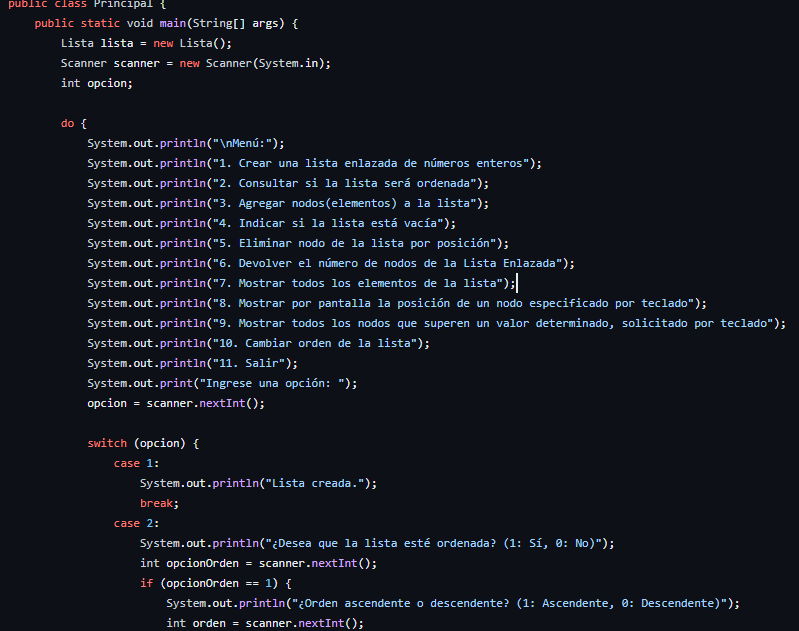 public class Principal {
public static void main(String[] args) {
Lista lista = new Lista();
Scanner scanner = new Scanner(System.in);
int opcion;
do {
System.out.println("\nMenú:");
System.out.println("1. Crear una lista enlazada de números enteros");
System.out.println("2. Consultar si la lista será ordenada");
System.out.println("3. Agregar nodos(elementos) a la lista");
System.out.println("4. Indicar si la lista está vacía");
System.out.println("5. Eliminar nodo de la lista por posición");
System.out.println("6. Devolver el número de nodos de la Lista Enlazada");
System.out.println("7. Mostrar todos los elementos de la lista");
System.out.println("8. Mostrar por pantalla la posición de un nodo especificado por teclado");
System.out.println("9. Mostrar todos los nodos que superen un valor determinado, solicitado por teclado");
System.out.println("10. Cambiar orden de la lista");
System.out.println("11. Salir");
System.out.print("Ingrese una opción: ");
opcion = scanner.nextInt();
switch (opcion) {
case 1:
System.out.println("Lista creada.");
break;
case 2:
System.out.println("¿Desea que la lista esté ordenada? (1: Sí, 0: No)");
int opcionOrden = scanner.nextInt();
if (opcionOrden == 1) {
System.out.println("¿Orden ascendente o descendente? (1: Ascendente, 0: Descendente)");
int orden = scanner.nextInt();